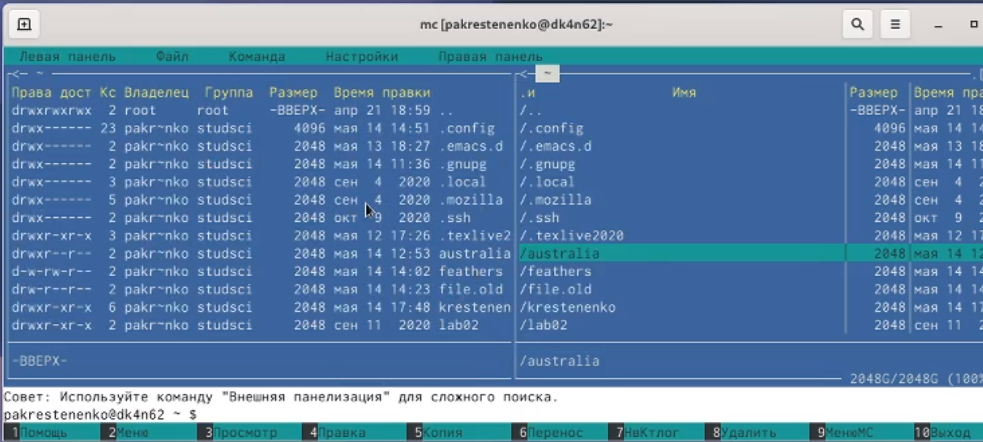 mc [pakrestenenko@dk4n62]:~
Левая панель Файл Команда Настройки Правая панель
<- ~ <- ~ .[
Права дост Кс Владелец Группа Размер Время правки .и Имя Размер Время пра
drwxrwxrwx 2 root root -ВВЕРХ- апр 21 18:59 .. /.. -ВВЕРХ- апр 21 18
drwx------ 23 pakr~nko studsci 4096 мая 14 14:51 .config /.config 4096 мая 14 14
drwx------ 2 pakr~nko studsci 2048 мая 13 18:27 .emacs.d /.emacs.d 2048 мая 13 18
drwx------ 2 pakr~nko studsci 2048 мая 14 11:36 .gnupg /.gnupg 2048 мая 14 11
drwx------ 3 pakr~nko studsci 2048 сен 4 2020 .local /.local 2048 сен 4 2
drwx------ 5 pakr~nko studsci 2048 сен 4 2020 .mozilla /.mozilla 2048 сен 4 2
drwx------ 2 pakr~nko studsci 2048 окт 9 2020 .ssh /.ssh 2048 окт 9 2
drwxr-xr-x 3 pakr~nko studsci 2048 мая 12 17:26 .texlive2 /.texlive2020 2048 мая 12 17
drwxr--r-- 2 pakr~nko studsci 2048 мая 14 12:53 australia /australia 2048 мая 14 12
d-w-rw-r-- 2 pakr~nko studsci 2048 мая 14 14:02 feathers /feathers 2048 мая 14 14
drw-r--r-- 2 pakr~nko studsci 2048 мая 14 14:23 file.old /file.old 2048 мая 14 14
drwxr-xr-x 6 pakr~nko studsci 2048 мая 14 17:48 krestenen /krestenenko 2048 мая 14 17
drwxr-xr-x 2 pakr~nko studsci 2048 сен 11 2020 lab02 /lab02 2048 сен 11 2
-ВВЕРХ- /australia
2048G/2048G (100%
Совет: Используйте команду "Внешняя панелизация" для сложного поиска.
pakrestenenko@dk4n62 ~ $
1Помощь 2Меню 3Просмотр 4Правка 5Копия 6Перенос 7НвКтлог 8Удалить 9МенюMC 10Выход